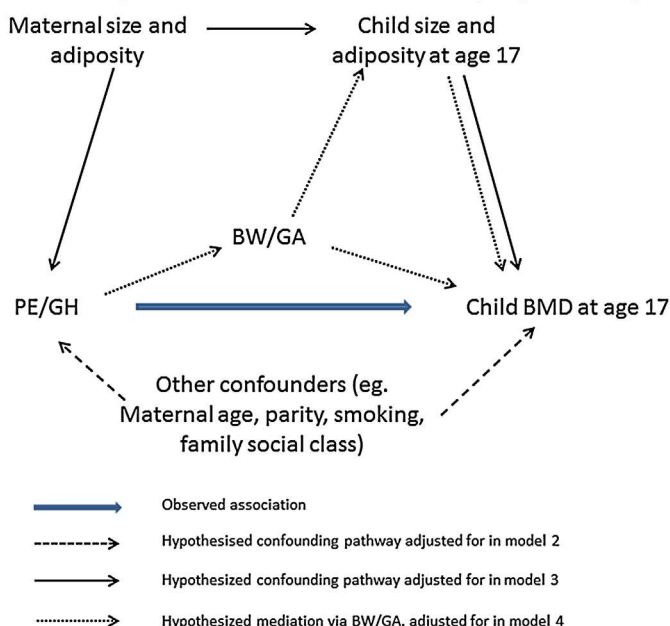 Maternal size and
adiposity
Child size and
adiposity at age 17
BW/GA
PE/GH
Child BMD at age 17
Other confounders (eg.
Maternal age, parity, smoking,
family social class)
Observed association
Hypothesised confounding pathway adjusted for in model 2
Hypothesized confounding pathway adjusted for in model 3
Hypothesized mediation via BW/GA, adjusted for in model 4